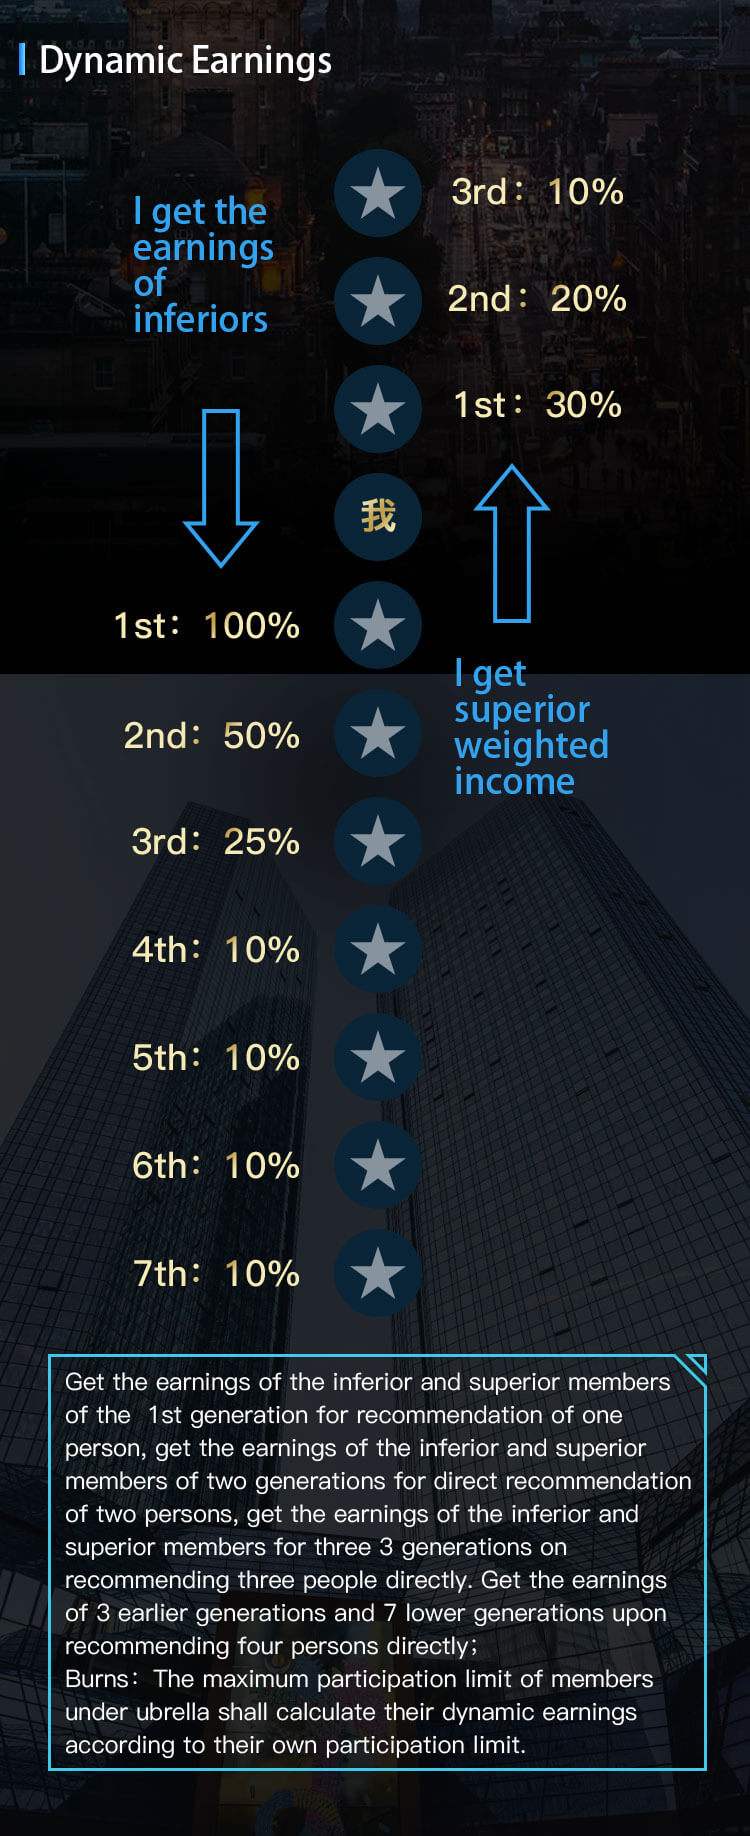 Dynamic Earnings
I get the
earnings
of
inferiors
3rd： 10%
2nd： 20%
1st： 30%
我
1st： 100%
I get
superior
weighted
income
2nd： 50%
3rd： 25%
4th： 10%
5th： 10%
6th： 10%
7th： 10%
Get the earnings of the inferior and superior members
of the 1st generation for recommendation of one
person, get the earnings of the inferior and superior
members of two generations for direct recommendation
of two persons, get the earnings of the inferior and
superior members for three 3 generations on
recommending three people directly. Get the earnings
of 3 earlier generations and 7 lower generations upon
recommending four persons directly；
Burns：The maximum participation limit of members
under ubrella shall calculate their dynamic earnings
according to their own participation limit.